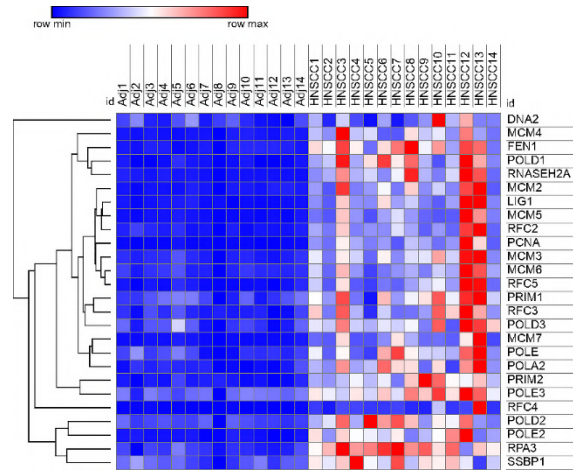 row min row max
id Adj1 Adj2 Adj3 Adj4 Adj5 Adj6 Adj7 Adj8 Adj9 Adj10 Adj11 Adj12 Adj13 Adj14 HNSCC1 HNSCC2 HNSCC3 HNSCC4 HNSCC5 HNSCC6 HNSCC7 HNSCC8 HNSCC9 HNSCC10 HNSCC11 HNSCC12 HNSCC13 HNSCC14 id
DNA2
MCM4
FEN1
POLD1
RNASEH2A
MCM2
LIG1
MCM5
RFC2
PCNA
MCM3
MCM6
RFC5
PRIM1
RFC3
POLD3
MCM7
POLE
POLA2
PRIM2
POLE3
RFC4
POLD2
POLE2
RPA3
SSBP1